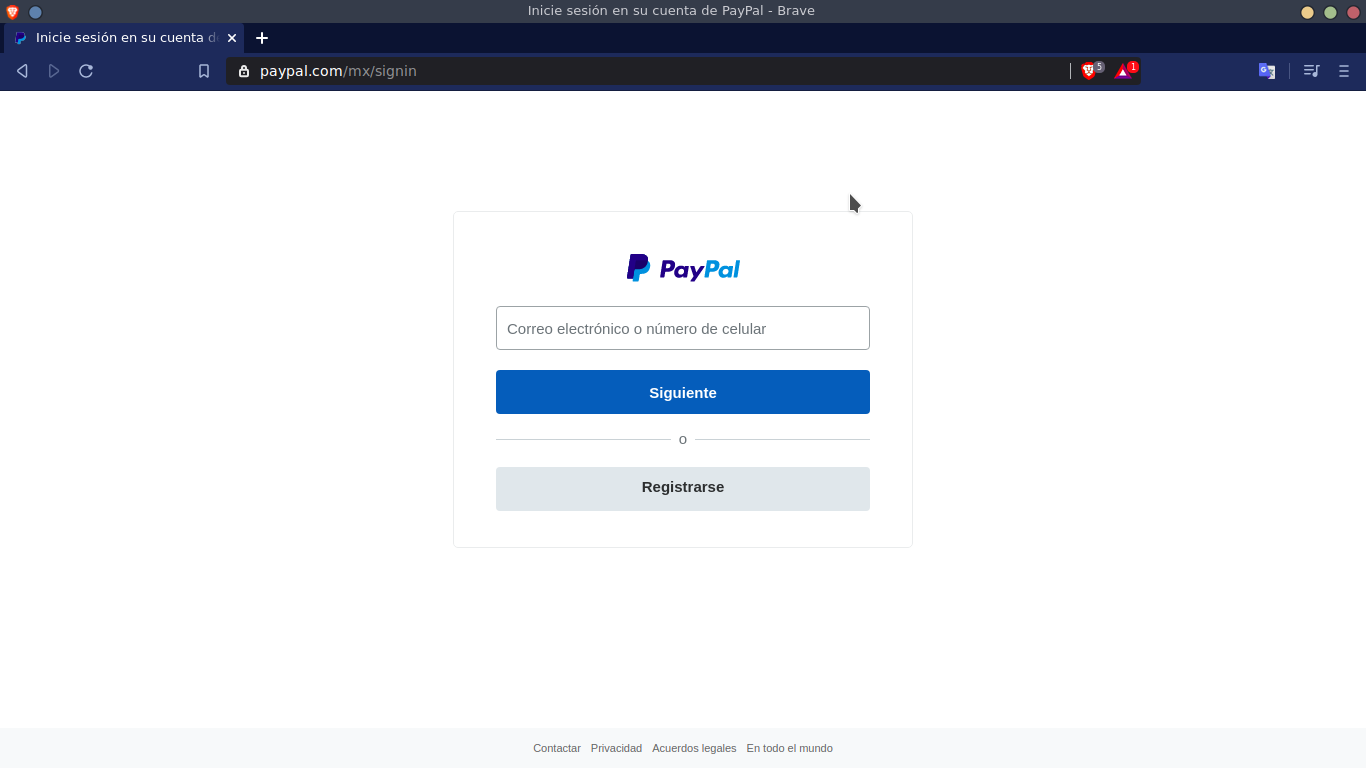 Inicie sesión en su cuenta de PayPal - Brave
Inicie sesión en su cuenta d
paypal.com/mx/signin
5
1
PayPal
Correo electrónico o número de celular
Siguiente
o
Registrarse
Contactar Privacidad Acuerdos legales En todo el mundo